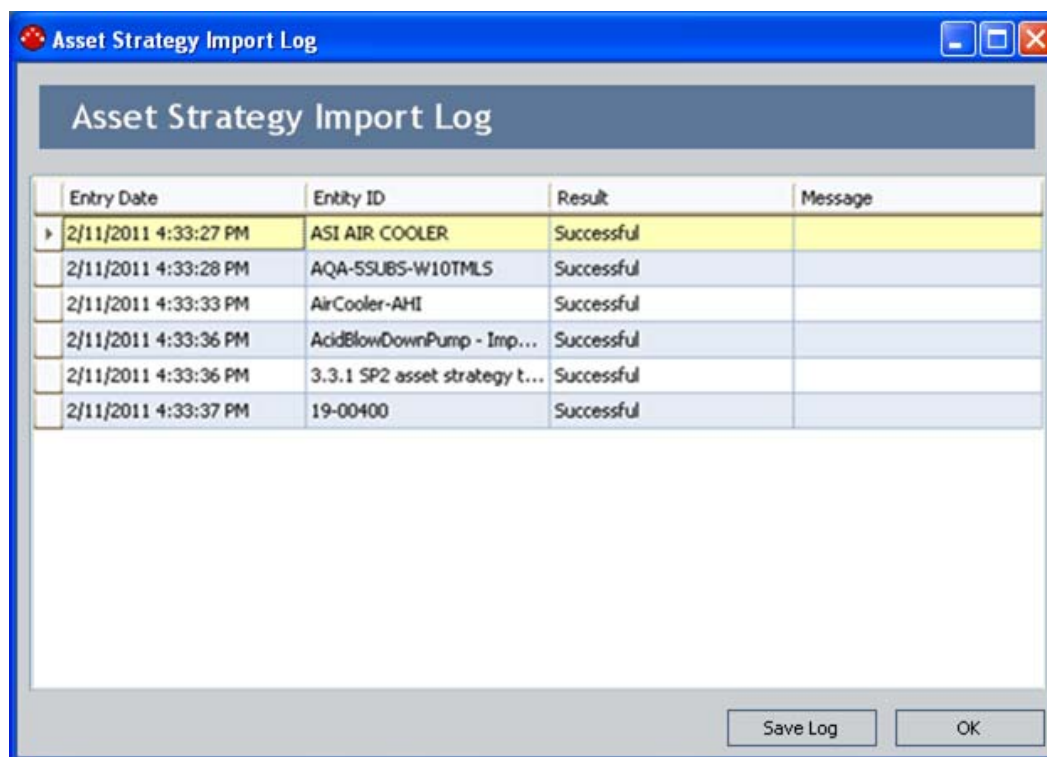 Asset Strategy Import Log
Asset Strategy Import Log
Entry Date Entity ID Result Message
2/11/2011 4:33:27 PM ASI AIR COOLER Successful
2/11/2011 4:33:28 PM AQA-5SUBS-W10TMLS Successful
2/11/2011 4:33:33 PM AirCooler-AHI Successful
2/11/2011 4:33:36 PM AcidBlowDownPump - Imp... Successful
2/11/2011 4:33:36 PM 3.3.1 SP2 asset strategy t... Successful
2/11/2011 4:33:37 PM 19-00400 Successful
Save Log OK